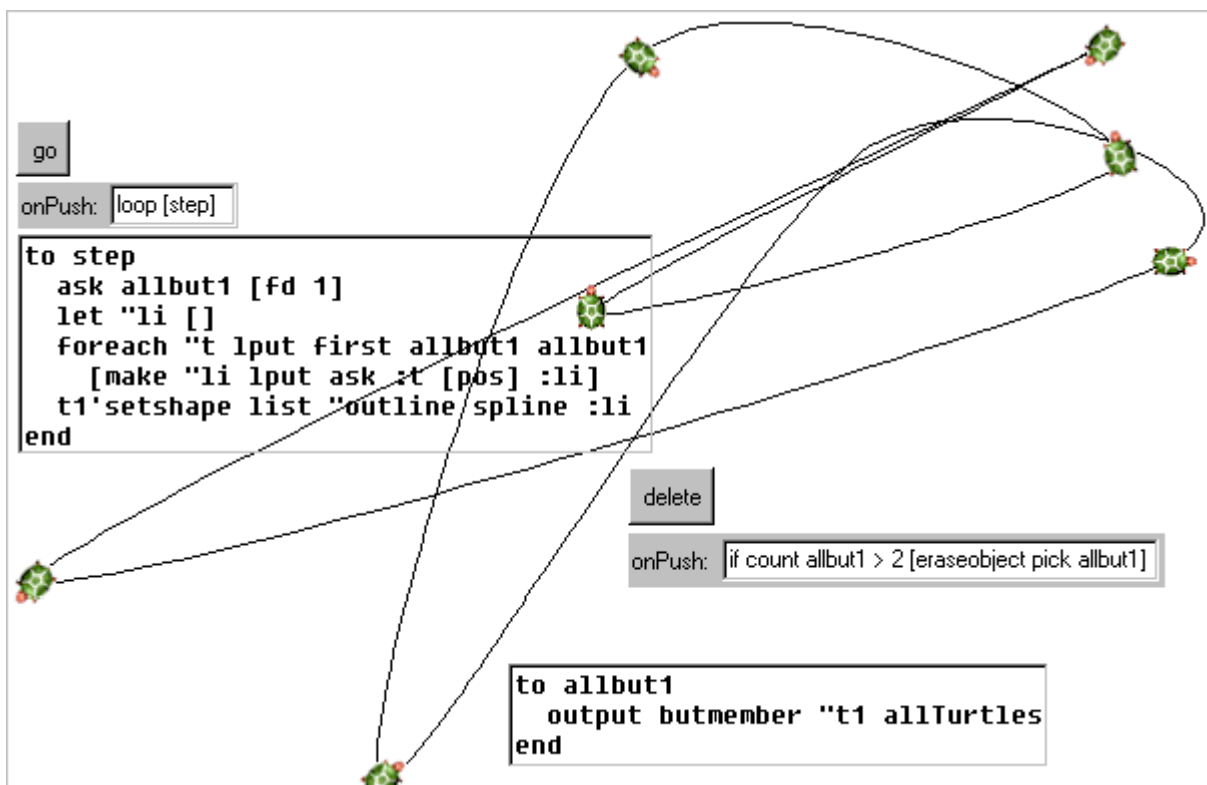 go
onPush: loop [step]
to step
  ask allbut1 [fd 1]
  let "li []
  foreach "t lput first allbut1 allbut1
    [make "li lput ask :t [pos] :li]
  t1'setshape list "outline spline :li
end
delete
onPush: if count allbut1 > 2 [eraseobject pick allbut1]
to allbut1
  output butmember "t1 allTurtles
end